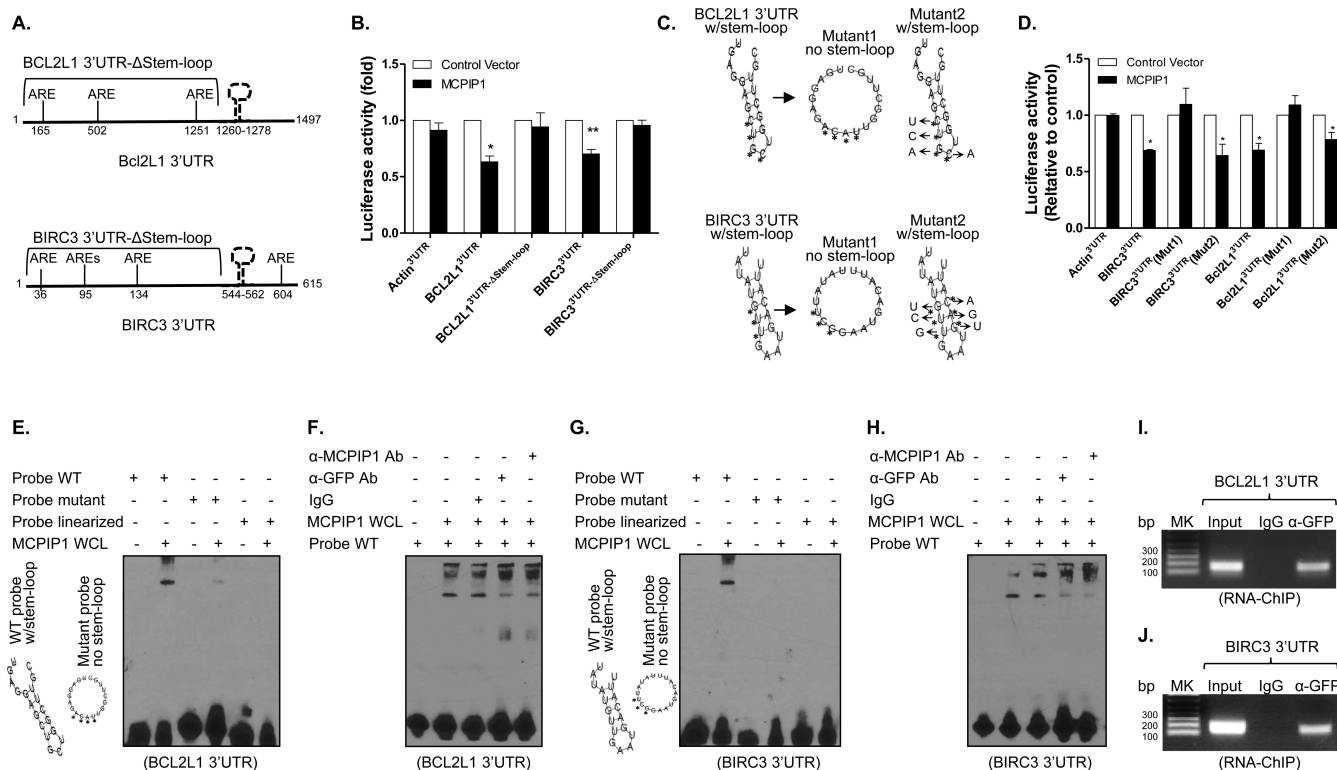 A.
BCL2L1 3'UTR-ΔStem-loop
ARE ARE ARE
1 165 502 1251 1260-1278 1497
Bcl2L1 3'UTR
BIRC3 3'UTR-ΔStem-loop
ARE AREs ARE ARE
1 36 95 134 544-562 604 615
BIRC3 3'UTR
B.
Control Vector
MCPIP1
Luciferase activity (fold)
1.5
1.0
0.5
0.0
* **
Actin3'UTR
BCL2L13'UTR
BCL2L13'UTR-ΔStem-loop
BIRC33'UTR
BIRC33'UTR-ΔStem-loop
C.
BCL2L1 3'UTR
w/stem-loop
Mutant1
no stem-loop
Mutant2
w/stem-loop
U
C
A
A
BIRC3 3'UTR
w/stem-loop
Mutant1
no stem-loop
Mutant2
w/stem-loop
U
C
G
A
G
U
D.
Control Vector
MCPIP1
Luciferase activity
(Reltative to control)
1.5
1.0
0.5
0.0
* * * *
Actin3'UTR
BIRC33'UTR
BIRC33'UTR(Mut1)
BIRC33'UTR(Mut2)
Bcl2L13'UTR
Bcl2L13'UTR(Mut1)
Bcl2L13'UTR(Mut2)
E.
Probe WT + + - - - -
Probe mutant - - + + - -
Probe linearized - - - - + +
MCPIP1 WCL - + - + - +
WT probe
w/stem-loop
Mutant probe
no stem-loop
(BCL2L1 3'UTR)
F.
α-MCPIP1 Ab - - - - +
α-GFP Ab - - - + -
IgG - - + - -
MCPIP1 WCL - + + + +
Probe WT + + + + +
(BCL2L1 3'UTR)
G.
Probe WT + + - - - -
Probe mutant - - + + - -
Probe linearized - - - - + +
MCPIP1 WCL - + - + - +
WT probe
w/stem-loop
Mutant probe
no stem-loop
(BIRC3 3'UTR)
H.
α-MCPIP1 Ab - - - - +
α-GFP Ab - - - + -
IgG - - + - -
MCPIP1 WCL - + + + +
Probe WT + + + + +
(BIRC3 3'UTR)
I.
BCL2L1 3'UTR
bp MK Input IgG α-GFP
300
200
100
(RNA-ChIP)
J.
BIRC3 3'UTR
bp MK Input IgG α-GFP
300
200
100
(RNA-ChIP)